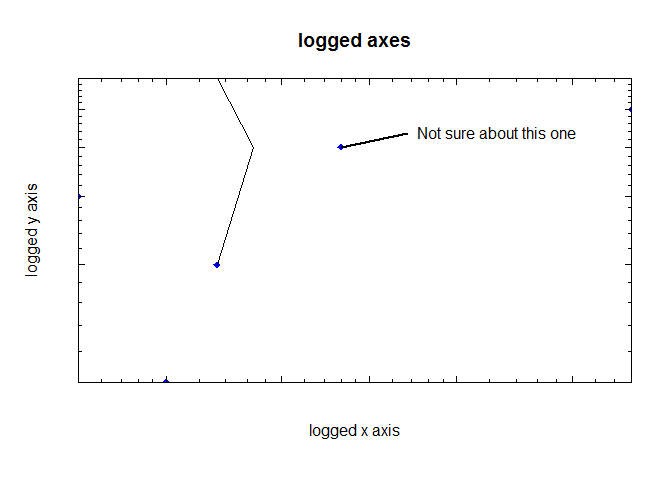 logged axes
Not sure about this one
logged y axis
logged x axis